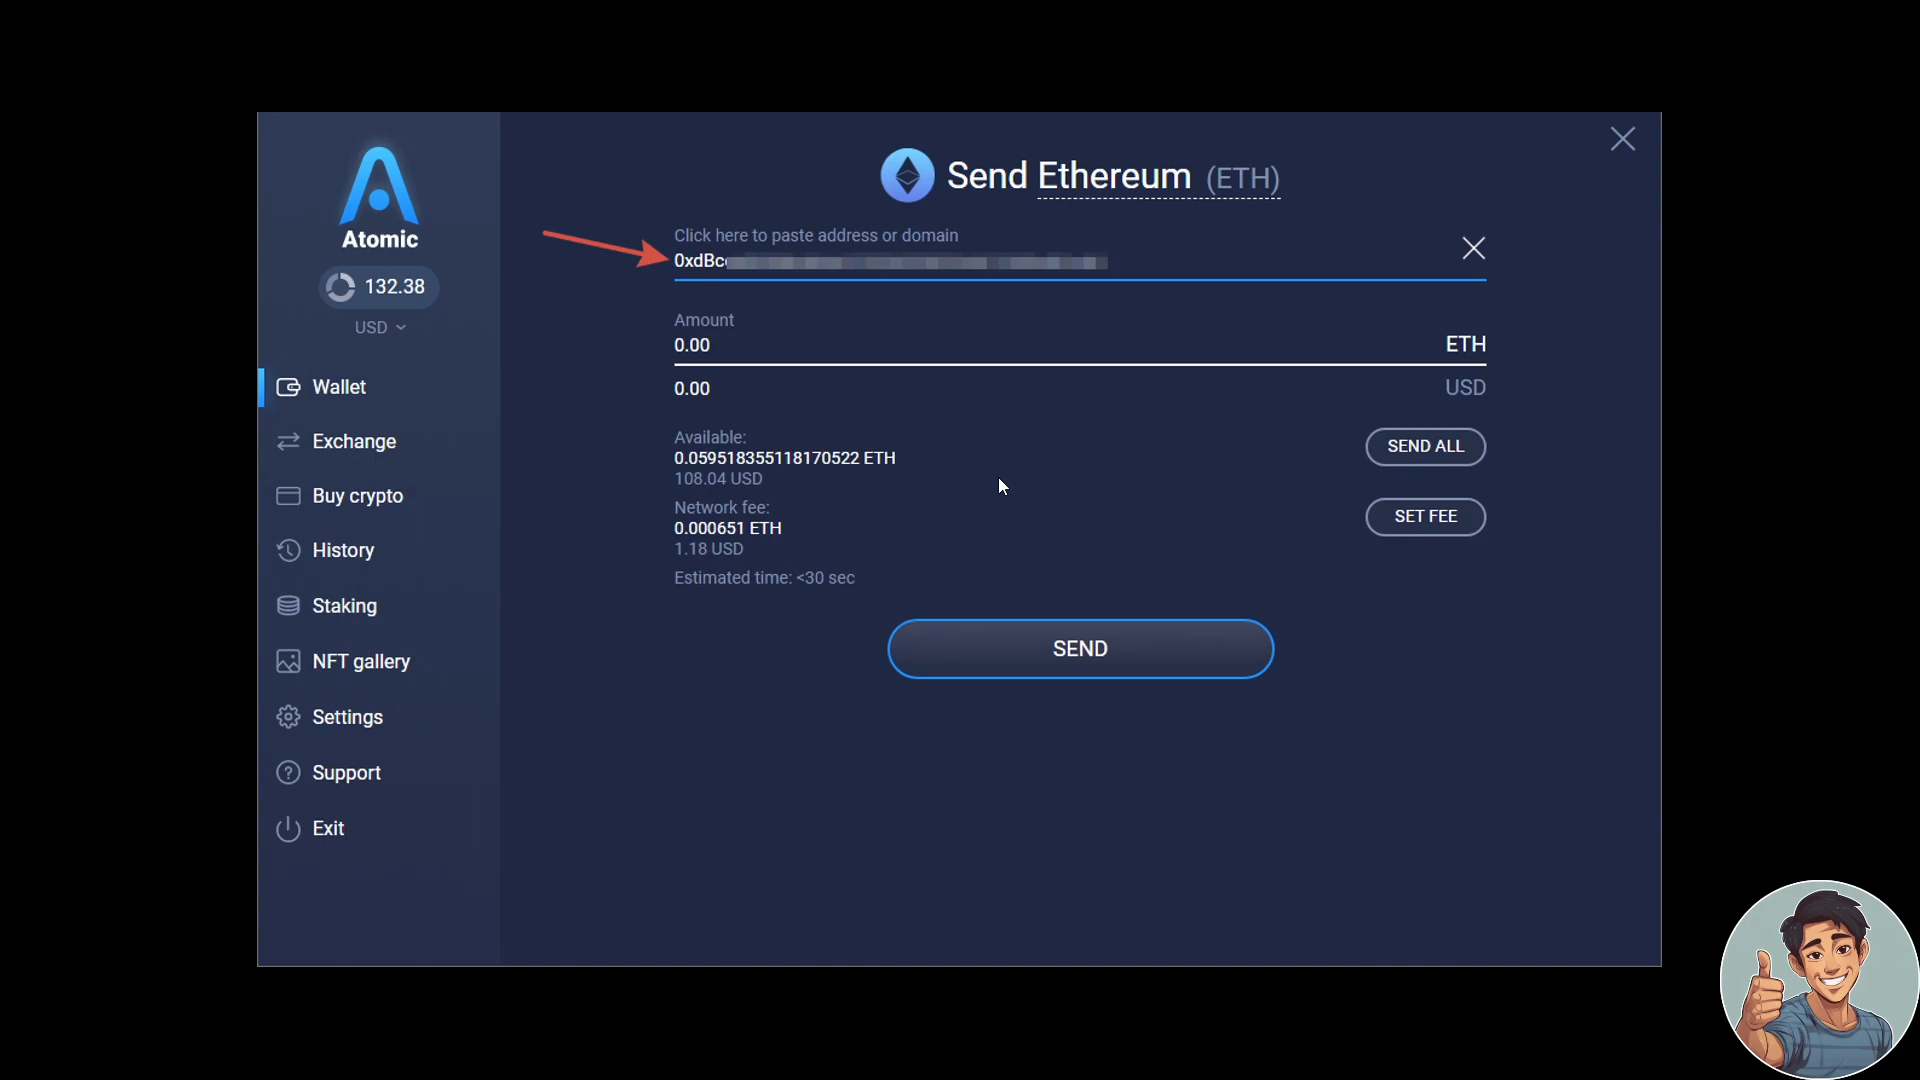 Atomic
132.38
USD
Wallet
Exchange
Buy crypto
History
Staking
NFT gallery
Settings
Support
Exit
Send Ethereum (ETH)
Click here to paste address or domain
0xdBc
Amount
0.00 ETH
0.00 USD
Available:
0.059518355118170522 ETH
108.04 USD
SEND ALL
Network fee:
0.000651 ETH
1.18 USD
SET FEE
Estimated time: <30 sec
SEND